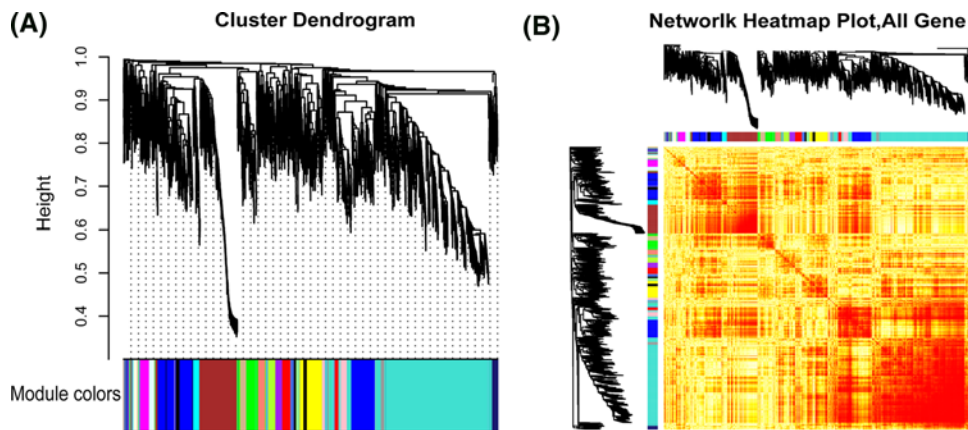 (A)
Cluster Dendrogram
Height
1.0
0.9
0.8
0.7
0.6
0.5
0.4
Module colors
(B)
Networlk Heatmap Plot,All Gene